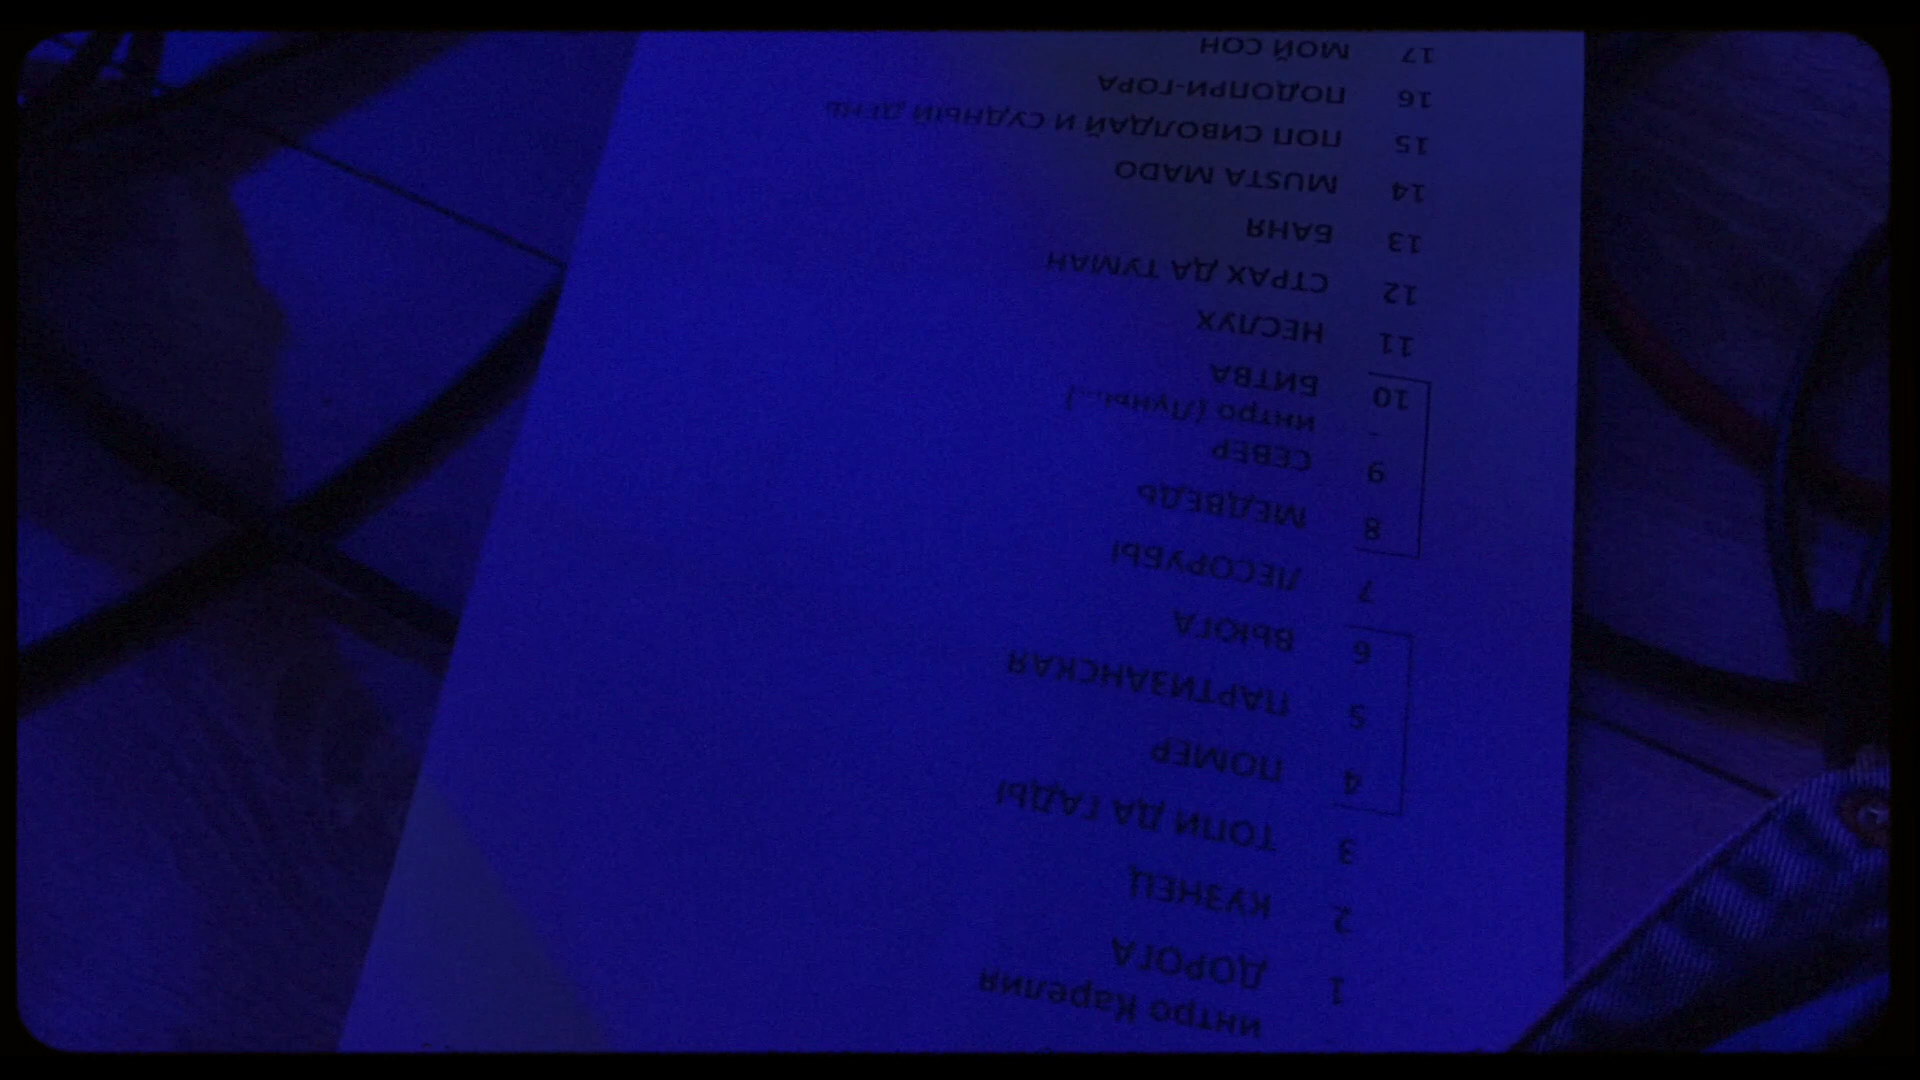 интро Карелия
1 ДОРОГА
2 КУЗНЕЦ
3 ТОПИ ДА ГАДЫ
4 ПОМЕР
5 ПАРТИЗАНСКАЯ
6 ВЬЮГА
7 ЛЕСОРУБЫ
8 МЕДВЕДЬ
9 СЕВЕР
- интро (Луны...)
10 БИТВА
11 НЕСЛУХ
12 СТРАХ ДА ТУМАН
13 БАНЯ
14 MUSTA MADO
15 ПОП СИВОЛДАЙ И СУДНЫЙ ДЕНЬ
16 ПОДОПРИ-ГОРА
17 МОЙ СОН